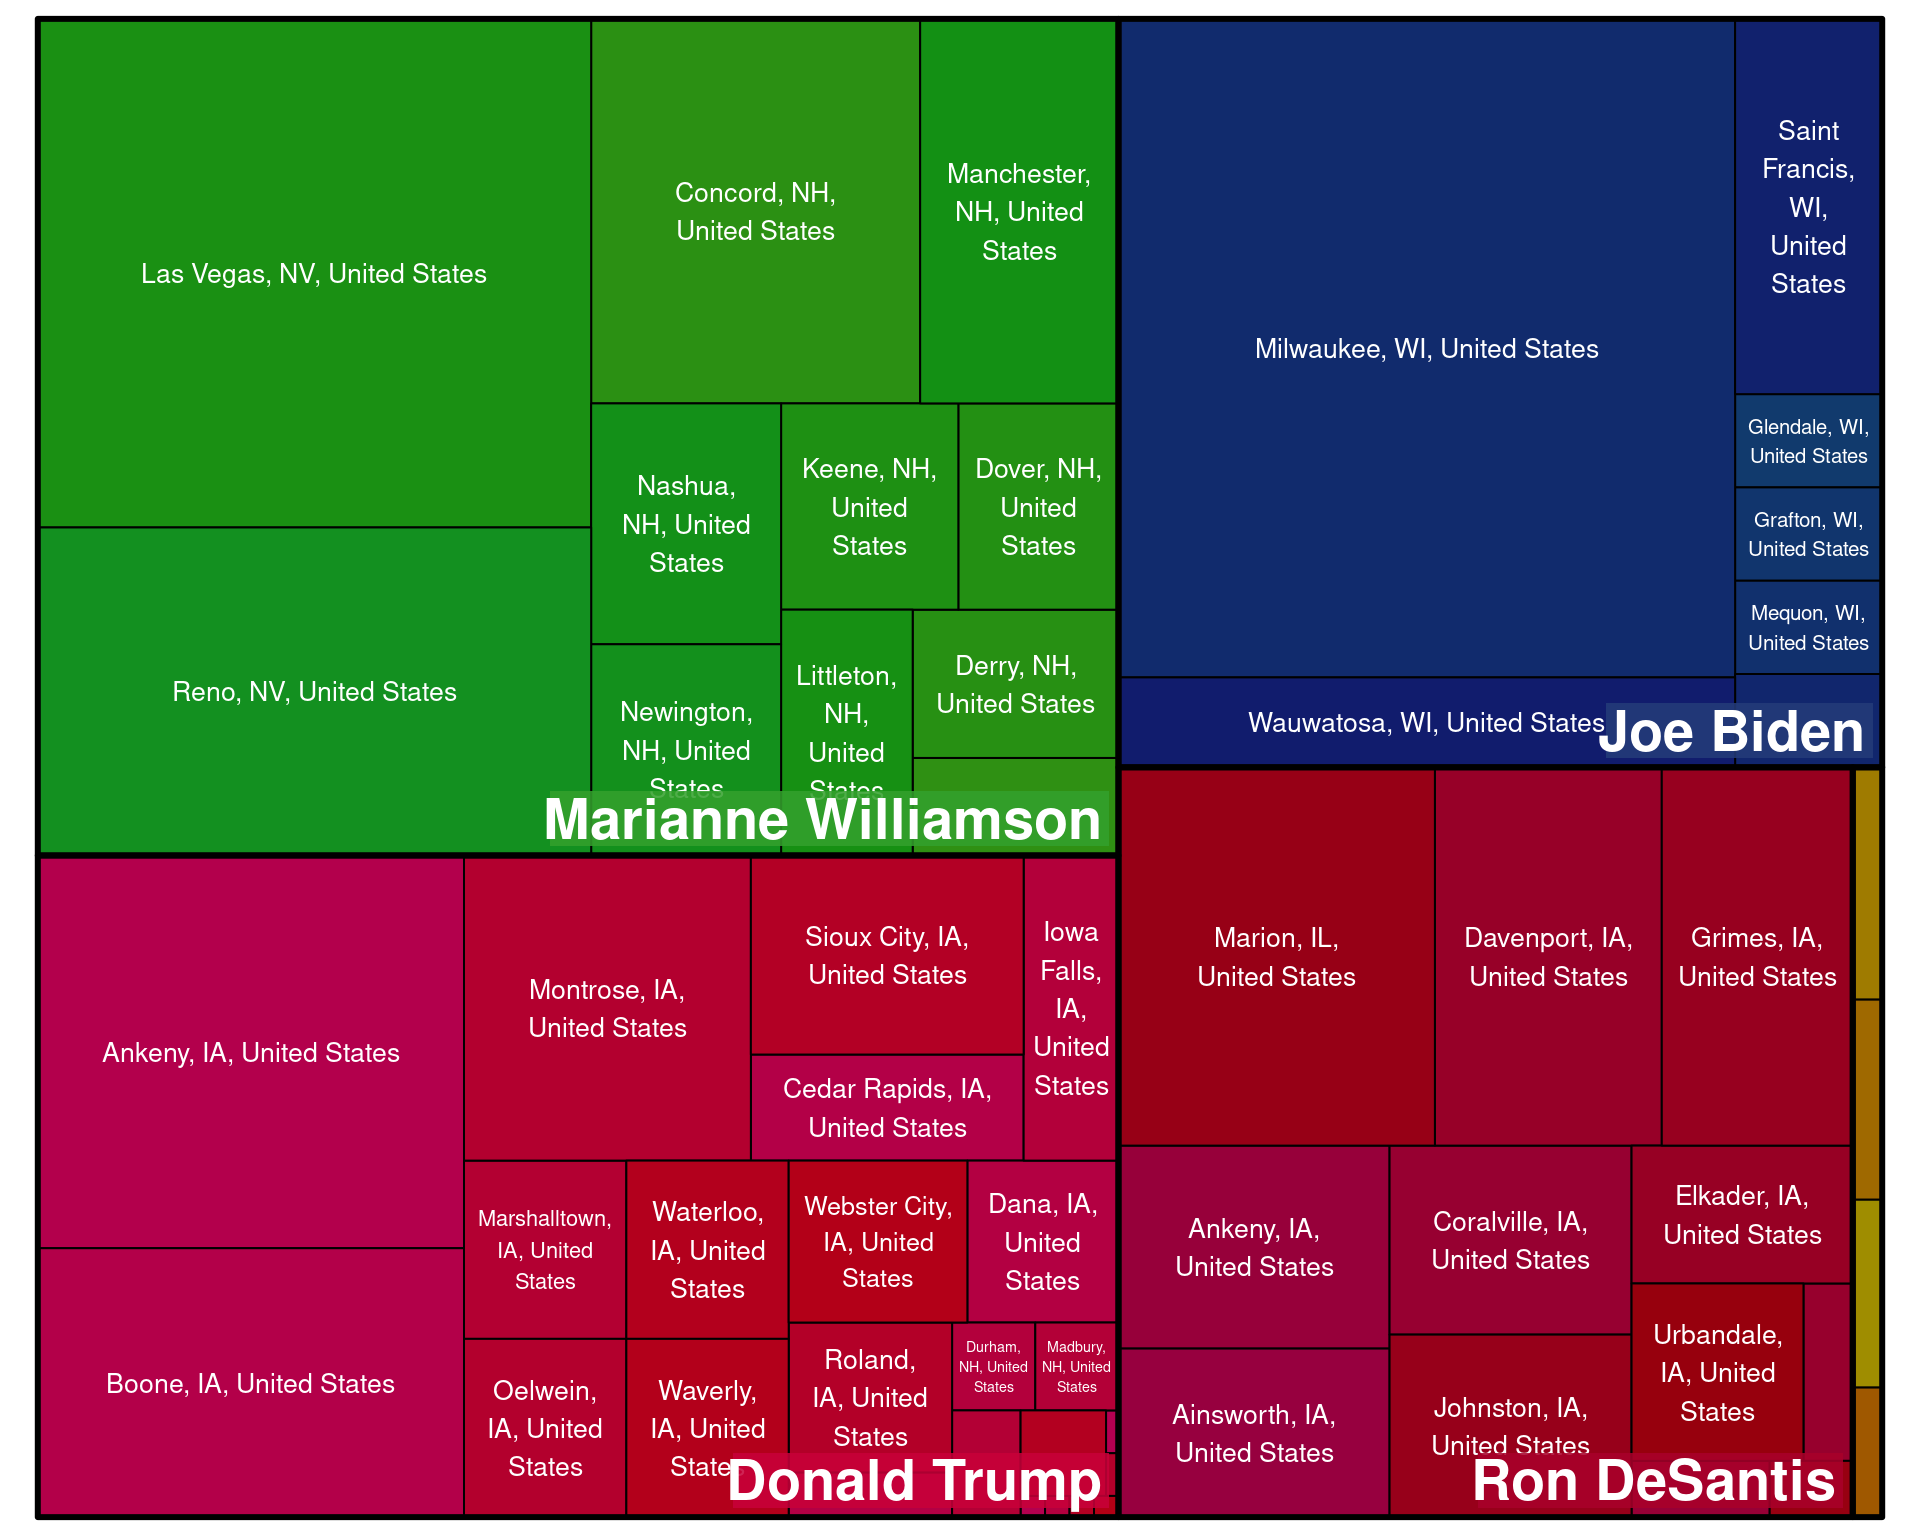 Las Vegas, NV, United States
Concord, NH,
United States
Manchester,
NH, United
States
Nashua,
NH, United
States
Keene, NH,
United
States
Dover, NH,
United
States
Reno, NV, United States
Newington,
NH, United
States
Littleton,
NH,
United
States
Derry, NH,
United States
Marianne Williamson
Milwaukee, WI, United States
Saint
Francis,
WI,
United
States
Glendale, WI,
United States
Grafton, WI,
United States
Mequon, WI,
United States
Wauwatosa, WI, United States
Joe Biden
Ankeny, IA, United States
Montrose, IA,
United States
Sioux City, IA,
United States
Iowa
Falls,
IA,
United
States
Cedar Rapids, IA,
United States
Boone, IA, United States
Marshalltown,
IA, United
States
Waterloo,
IA, United
States
Webster City,
IA, United
States
Dana, IA,
United
States
Oelwein,
IA, United
States
Waverly,
IA, United
States
Roland,
IA, United
States
Durham,
NH, United
States
Madbury,
NH, United
States
Donald Trump
Marion, IL,
United States
Davenport, IA,
United States
Grimes, IA,
United States
Ankeny, IA,
United States
Coralville, IA,
United States
Elkader, IA,
United States
Ainsworth, IA,
United States
Johnston, IA,
United States
Urbandale,
IA, United
States
Ron DeSantis